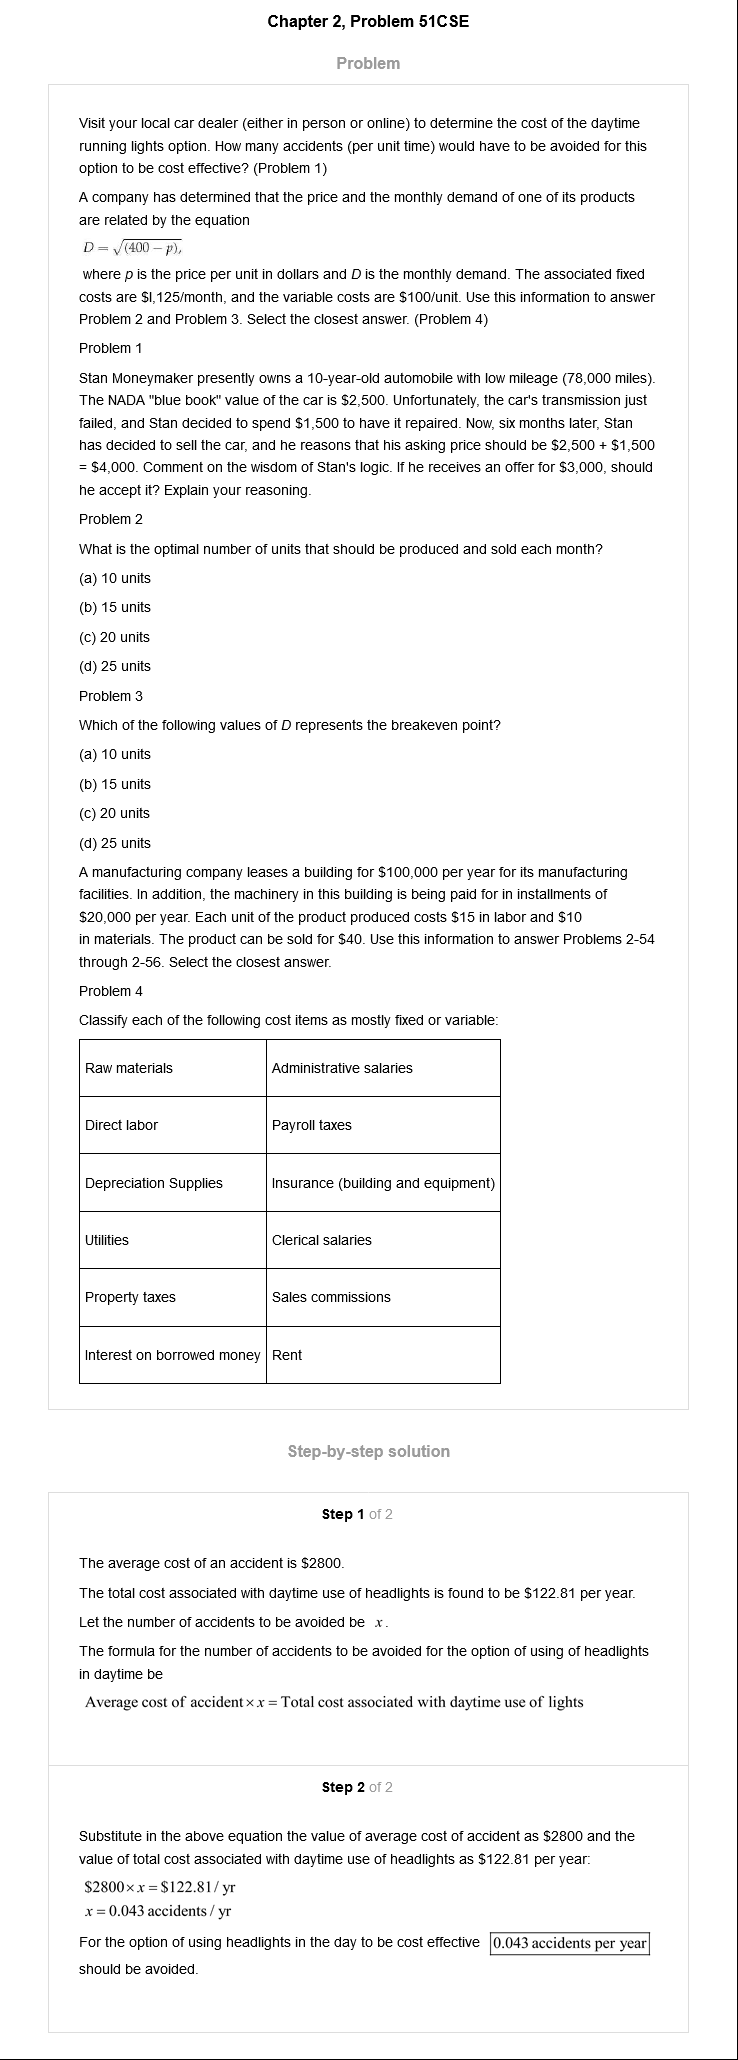 Chapter 2, Problem 51CSE
Problem
Visit your local car dealer (either in person or online) to determine the cost of the daytime
running lights option. How many accidents (per unit time) would have to be avoided for this
option to be cost effective? (Problem 1)
A company has determined that the price and the monthly demand of one of its products
are related by the equation
D = √(400 − p),
where p is the price per unit in dollars and D is the monthly demand. The associated fixed
costs are $l,125/month, and the variable costs are $100/unit. Use this information to answer
Problem 2 and Problem 3. Select the closest answer. (Problem 4)
Problem 1
Stan Moneymaker presently owns a 10-year-old automobile with low mileage (78,000 miles).
The NADA "blue book" value of the car is $2,500. Unfortunately, the car's transmission just
failed, and Stan decided to spend $1,500 to have it repaired. Now, six months later, Stan
has decided to sell the car, and he reasons that his asking price should be $2,500 + $1,500
= $4,000. Comment on the wisdom of Stan's logic. If he receives an offer for $3,000, should
he accept it? Explain your reasoning.
Problem 2
What is the optimal number of units that should be produced and sold each month?
(a) 10 units
(b) 15 units
(c) 20 units
(d) 25 units
Problem 3
Which of the following values of D represents the breakeven point?
(a) 10 units
(b) 15 units
(c) 20 units
(d) 25 units
A manufacturing company leases a building for $100,000 per year for its manufacturing
facilities. In addition, the machinery in this building is being paid for in installments of
$20,000 per year. Each unit of the product produced costs $15 in labor and $10
in materials. The product can be sold for $40. Use this information to answer Problems 2-54
through 2-56. Select the closest answer.
Problem 4
Classify each of the following cost items as mostly fixed or variable:
Raw materials Administrative salaries
Direct labor Payroll taxes
Depreciation Supplies Insurance (building and equipment)
Utilities Clerical salaries
Property taxes Sales commissions
Interest on borrowed money Rent
Step-by-step solution
Step 1 of 2
The average cost of an accident is $2800.
The total cost associated with daytime use of headlights is found to be $122.81 per year.
Let the number of accidents to be avoided be x.
The formula for the number of accidents to be avoided for the option of using of headlights
in daytime be
Average cost of accident × x = Total cost associated with daytime use of lights
Step 2 of 2
Substitute in the above equation the value of average cost of accident as $2800 and the
value of total cost associated with daytime use of headlights as $122.81 per year:
$2800 × x = $122.81/ yr
x = 0.043 accidents / yr
For the option of using headlights in the day to be cost effective 0.043 accidents per year
should be avoided.